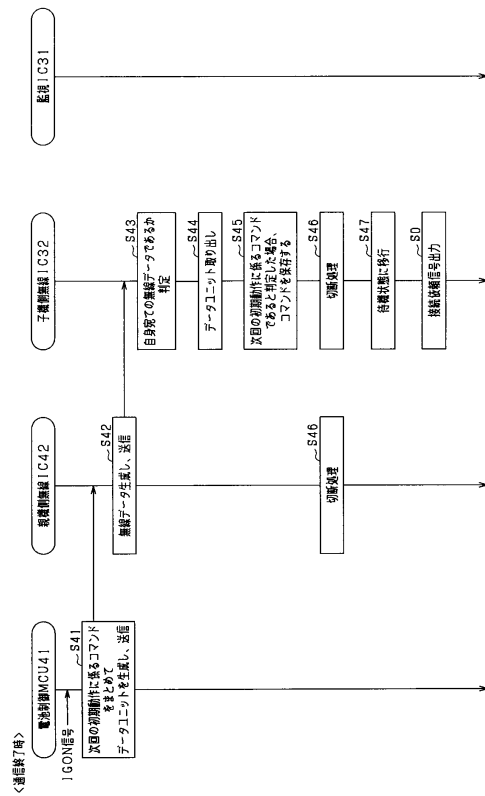 <通信終了時>
電池制御MCU41
親機側無線IC42
子機側無線IC32
監視IC31
IGON信号
S41
次回の初期動作に係るコマンド
をまとめて
データユニットを生成し、送信
S42
無線データ生成し、送信
S43
自身宛ての無線データであるか
判定
S44
データユニット取り出し
S45
次回の初期動作に係るコマンド
であると判定した場合、
コマンドを保存する
S46
切断処理
S46
切断処理
S47
待機状態に移行
SD
接続依頼信号出力